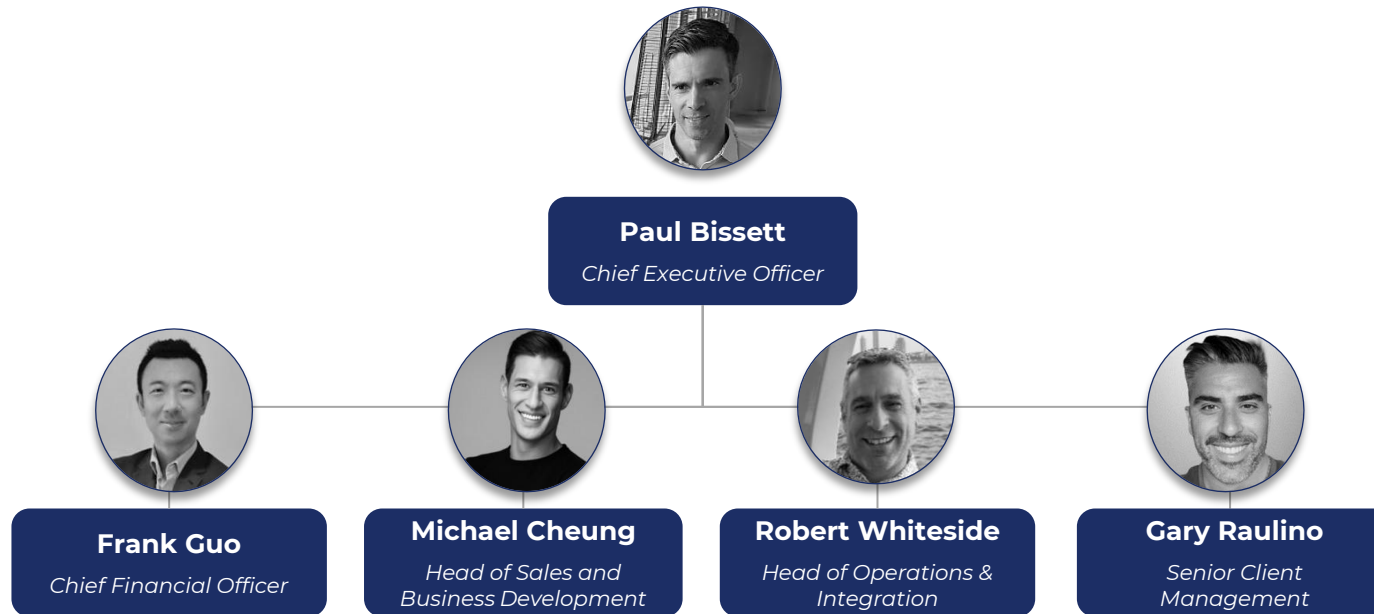 Paul Bissett
Chief Executive Officer
Frank Guo
Chief Financial Officer
Michael Cheung
Head of Sales and
Business Development
Robert Whiteside
Head of Operations &
Integration
Gary Raulino
Senior Client
Management